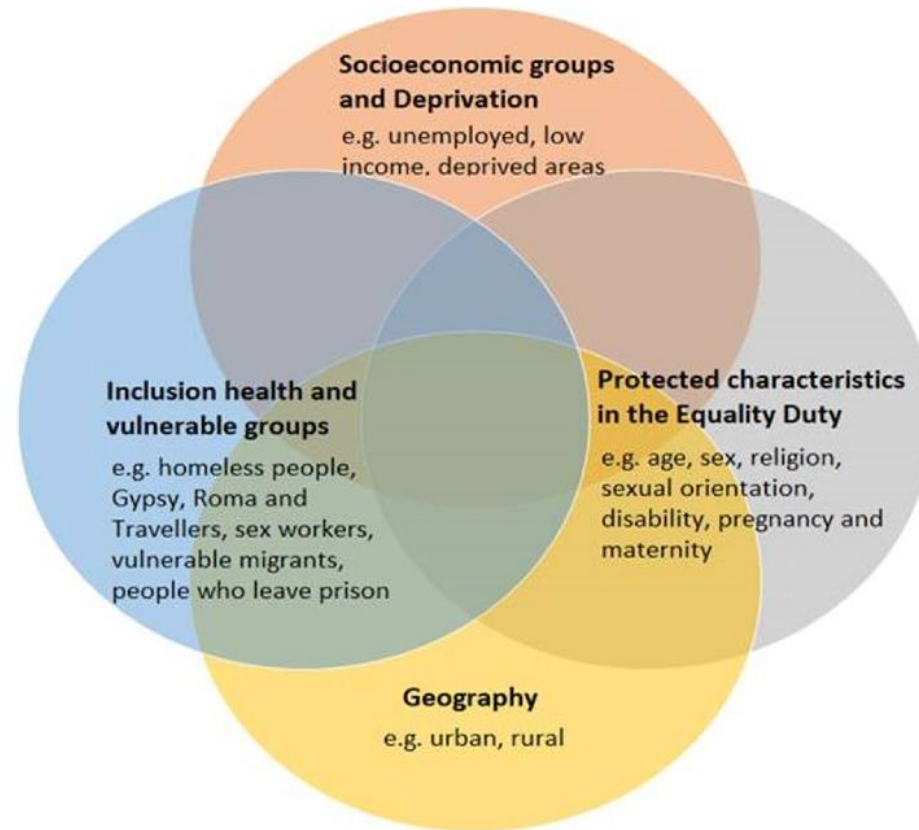 Socioeconomic groups
and Deprivation
e.g. unemployed, low
income, deprived areas
Inclusion health and
vulnerable groups
e.g. homeless people,
Gypsy, Roma and
Travellers, sex workers,
vulnerable migrants,
people who leave prison
Protected characteristics
in the Equality Duty
e.g. age, sex, religion,
sexual orientation,
disability, pregnancy and
maternity
Geography
e.g. urban, rural